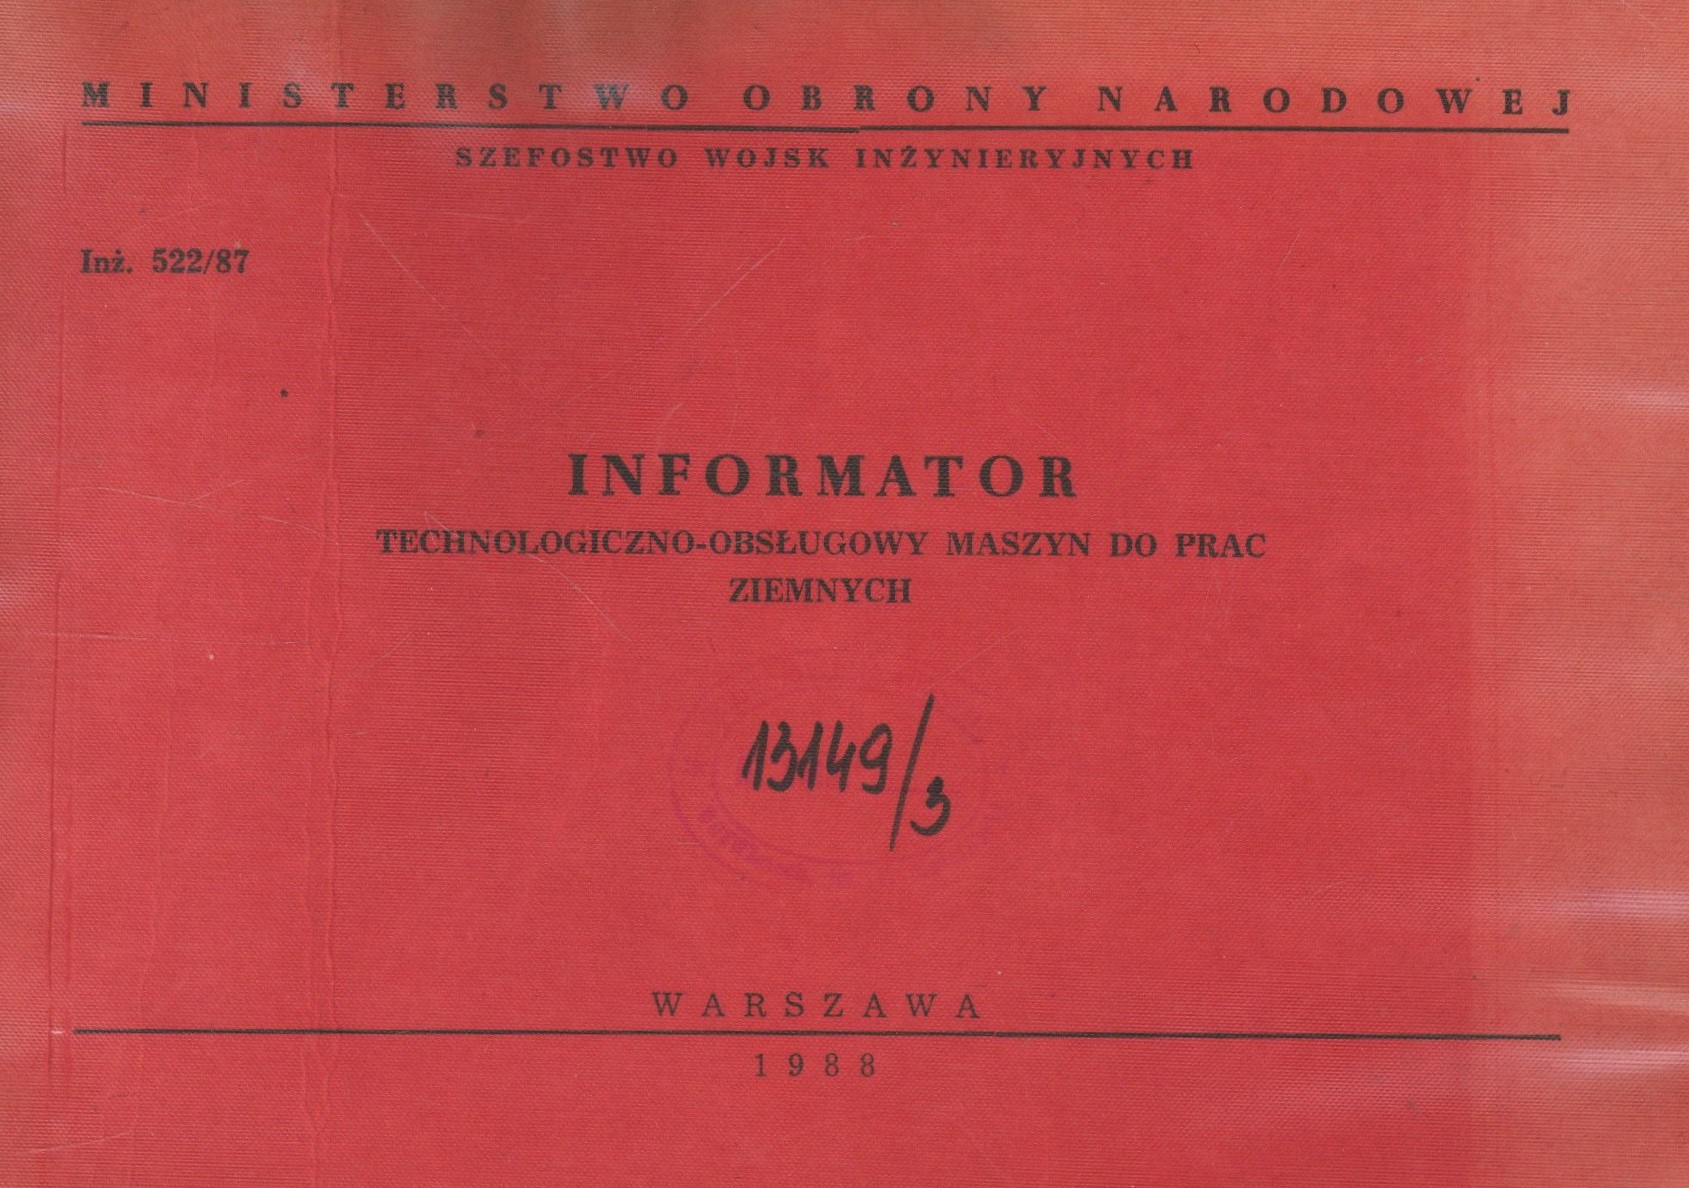 MINISTERSTWO OBRONY NARODOWEJ
SZEFOSTWO WOJSK INŻYNIERYJNYCH
Inż. 522/87
INFORMATOR
TECHNOLOGICZNO-OBSŁUGOWY MASZYN DO PRAC
ZIEMNYCH
13149/3
WARSZAWA
1988